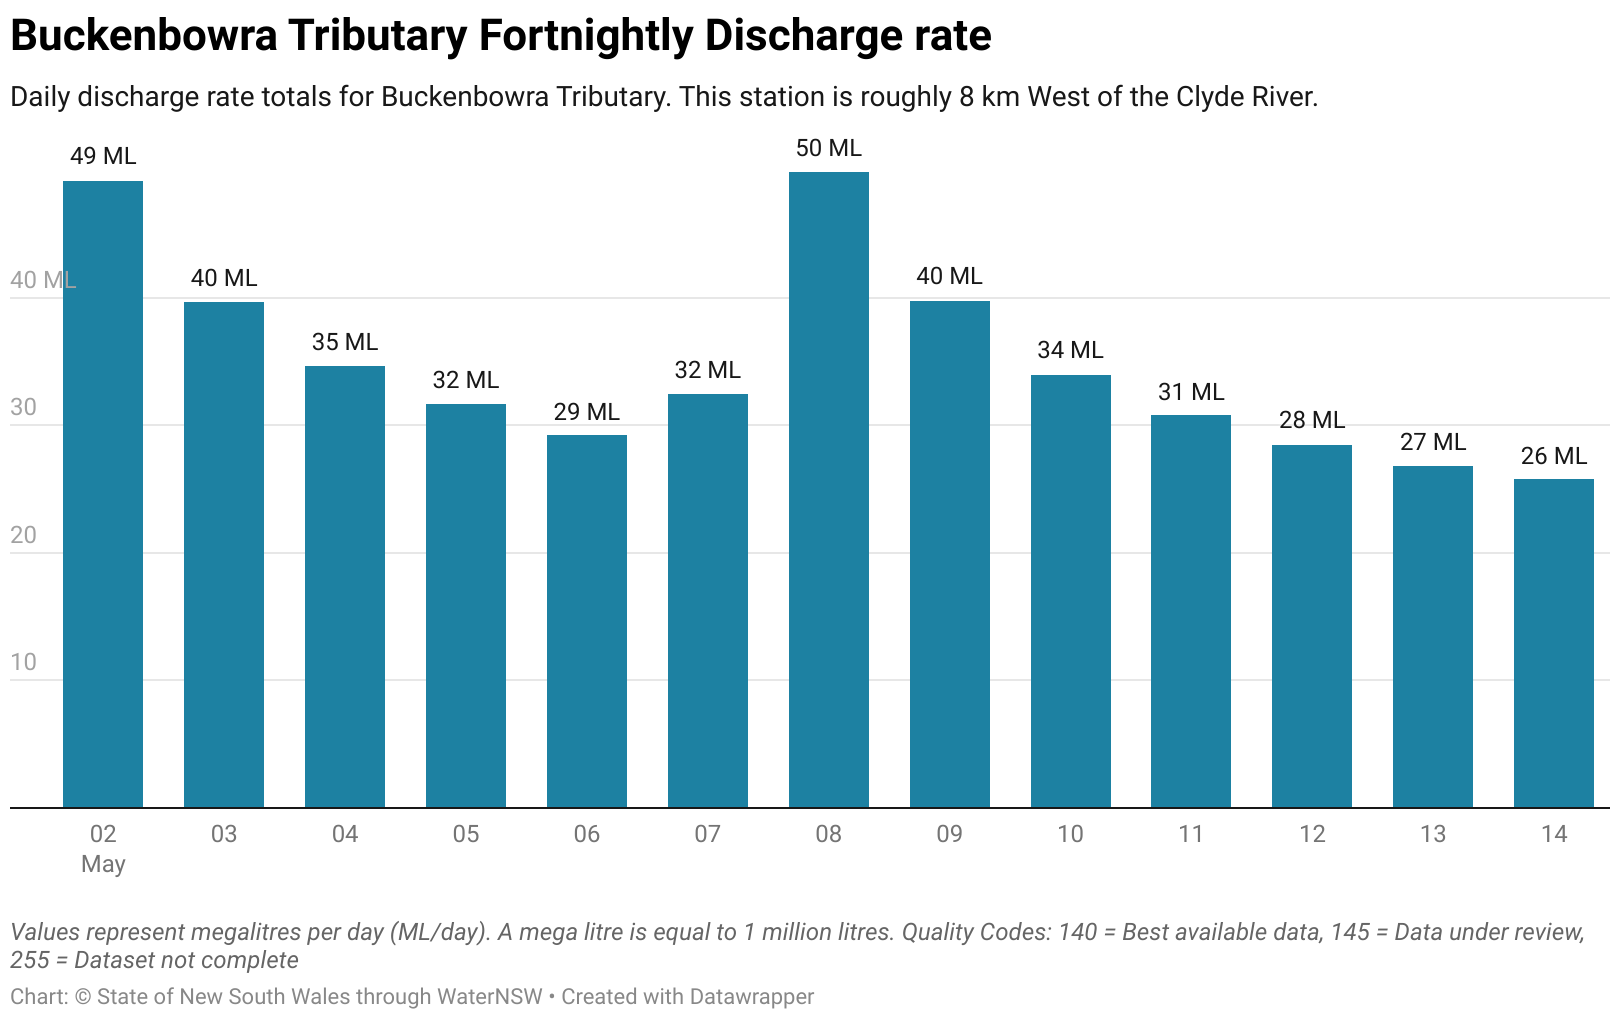 Buckenbowra Tributary Fortnightly Discharge rate
Daily discharge rate totals for Buckenbowra Tributary. This station is roughly 8 km West of the Clyde River.
49 ML
40 ML
35 ML
32 ML
29 ML
32 ML
50 ML
40 ML
34 ML
31 ML
28 ML
27 ML
26 ML
40 ML
30
20
10
02
May
03
04
05
06
07
08
09
10
11
12
13
14
Values represent megalitres per day (ML/day). A mega litre is equal to 1 million litres. Quality Codes: 140 = Best available data, 145 = Data under review,
255 = Dataset not complete
Chart: © State of New South Wales through WaterNSW • Created with Datawrapper